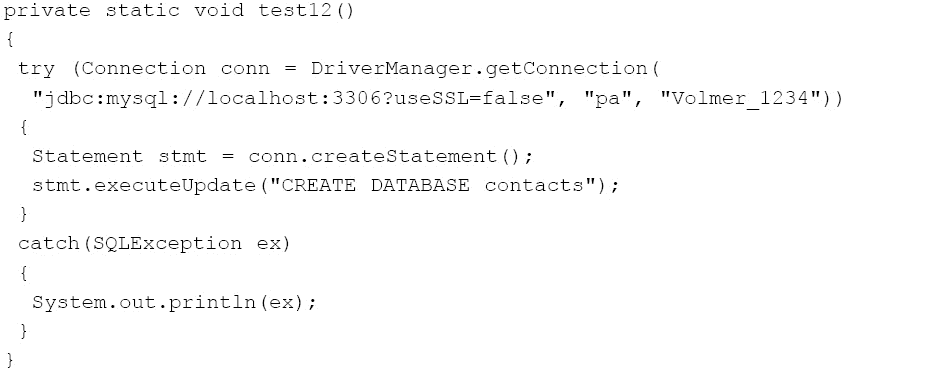 private static void test12()
{
 try (Connection conn = DriverManager.getConnection(
  "jdbc:mysql://localhost:3306?useSSL=false", "pa", "Volmer_1234"))
 {
  Statement stmt = conn.createStatement();
  stmt.executeUpdate("CREATE DATABASE contacts");
 }
 catch(SQLException ex)
 {
  System.out.println(ex);
 }
}